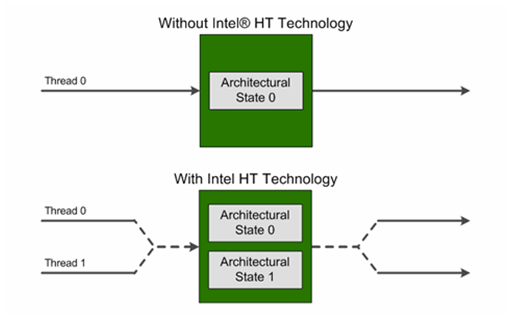 Without Intel® HT Technology
Thread 0
Architectural
State 0
With Intel HT Technology
Thread 0
Architectural
State 0
Thread 1
Architectural
State 1